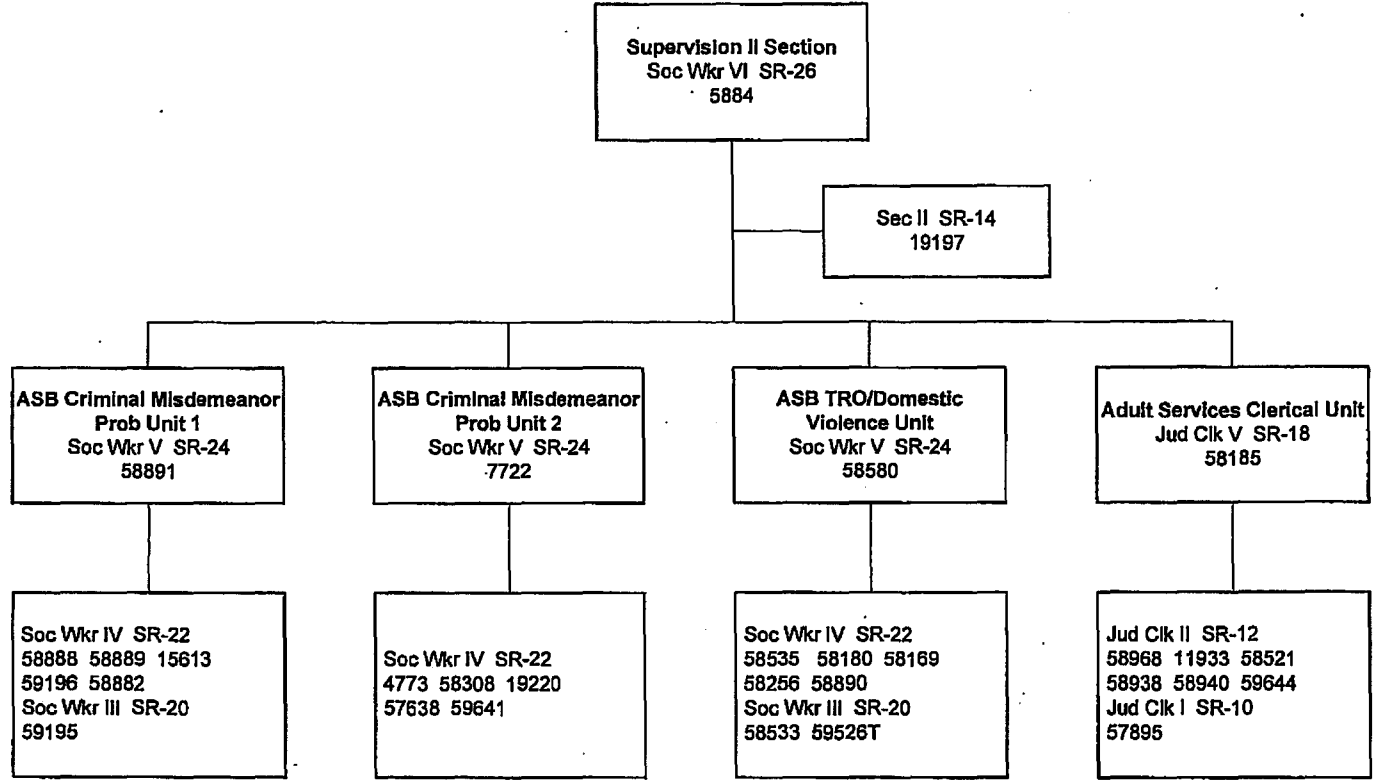 Supervision II Section
Soc Wkr VI SR-26
5884
Sec II SR-14
19197
ASB Criminal Misdemeanor
Prob Unit 1
Soc Wkr V SR-24
58891
ASB Criminal Misdemeanor
Prob Unit 2
Soc Wkr V SR-24
7722
ASB TRO/Domestic
Violence Unit
Soc Wkr V SR-24
58580
Adult Services Clerical Unit
Jud Clk V SR-18
58185
Soc Wkr IV SR-22
58888 58889 15613
59196 58882
Soc Wkr III SR-20
59195
Soc Wkr IV SR-22
4773 58308 19220
57638 59641
Soc Wkr IV SR-22
58535 58180 58169
58256 58890
Soc Wkr III SR-20
58533 59526T
Jud Clk II SR-12
58968 11933 58521
58938 58940 59644
Jud Clk I SR-10
57895